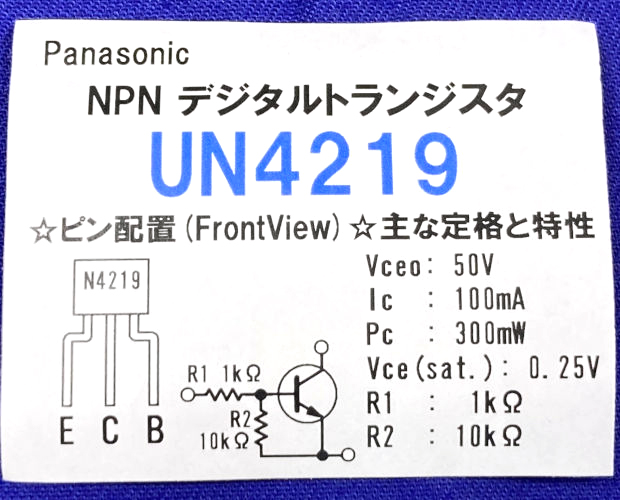 Panasonic
NPN デジタルトランジスタ
UN4219
☆ピン配置(FrontView)
N4219
E C B
R1 1kΩ
R2
10kΩ
☆主な定格と特性
Vceo: 50V
Ic : 100mA
Pc : 300mW
Vce(sat.): 0.25V
R1 : 1kΩ
R2 : 10kΩ